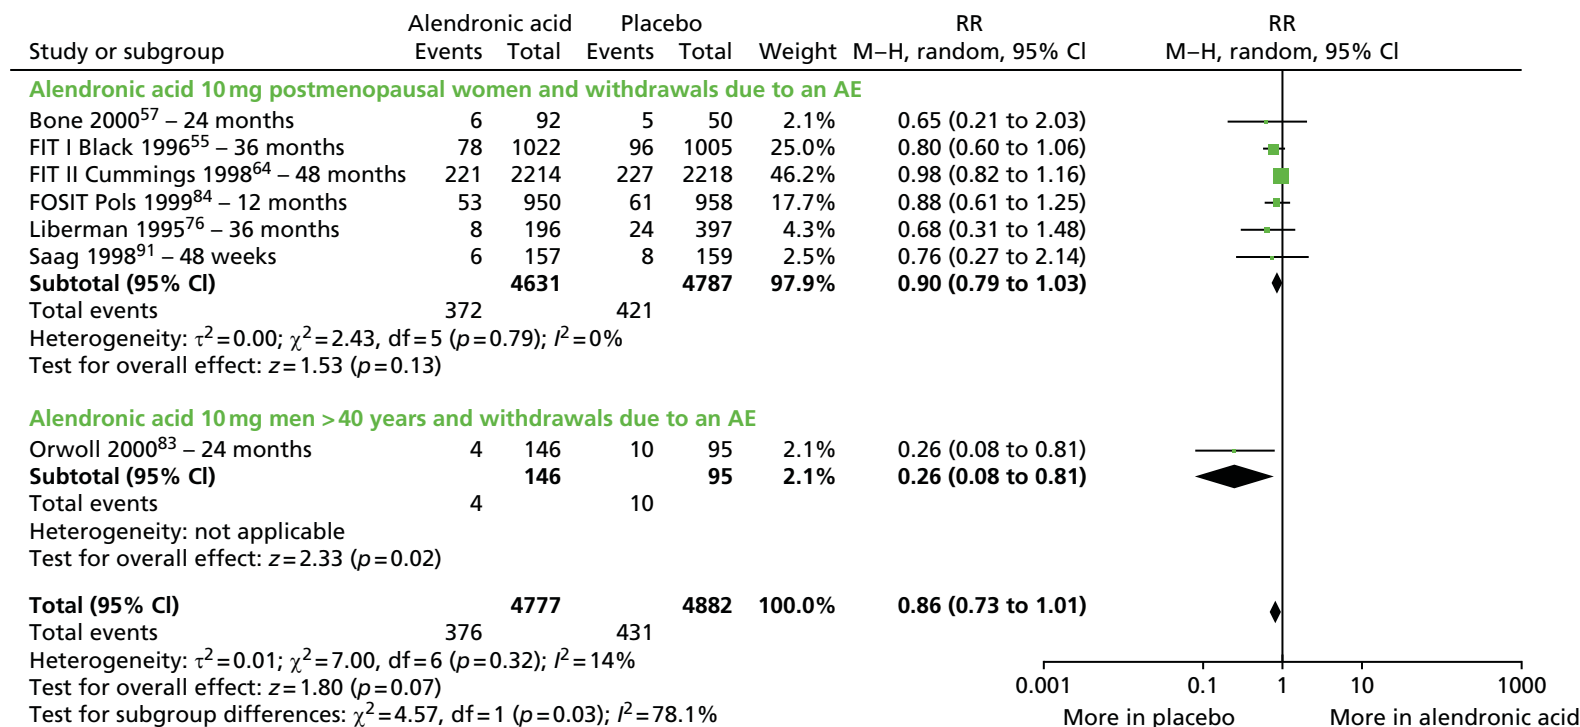 Alendronic acid Placebo RR RR
Study or subgroup Events Total Events Total Weight M–H, random, 95% CI M–H, random, 95% CI
Alendronic acid 10 mg postmenopausal women and withdrawals due to an AE
Bone 2000⁵⁷ – 24 months 6 92 5 50 2.1% 0.65 (0.21 to 2.03)
FIT I Black 1996⁵⁵ – 36 months 78 1022 96 1005 25.0% 0.80 (0.60 to 1.06)
FIT II Cummings 1998⁶⁴ – 48 months 221 2214 227 2218 46.2% 0.98 (0.82 to 1.16)
FOSIT Pols 1999⁸⁴ – 12 months 53 950 61 958 17.7% 0.88 (0.61 to 1.25)
Liberman 1995⁷⁶ – 36 months 8 196 24 397 4.3% 0.68 (0.31 to 1.48)
Saag 1998⁹¹ – 48 weeks 6 157 8 159 2.5% 0.76 (0.27 to 2.14)
Subtotal (95% CI) 4631 4787 97.9% 0.90 (0.79 to 1.03)
Total events 372 421
Heterogeneity: τ²=0.00; χ²=2.43, df=5 (p=0.79); I²=0%
Test for overall effect: z=1.53 (p=0.13)
Alendronic acid 10 mg men >40 years and withdrawals due to an AE
Orwoll 2000⁸³ – 24 months 4 146 10 95 2.1% 0.26 (0.08 to 0.81)
Subtotal (95% CI) 146 95 2.1% 0.26 (0.08 to 0.81)
Total events 4 10
Heterogeneity: not applicable
Test for overall effect: z=2.33 (p=0.02)
Total (95% CI) 4777 4882 100.0% 0.86 (0.73 to 1.01)
Total events 376 431
Heterogeneity: τ²=0.01; χ²=7.00, df=6 (p=0.32); I²=14%
Test for overall effect: z=1.80 (p=0.07)
Test for subgroup differences: χ²=4.57, df=1 (p=0.03); I²=78.1%
0.001 0.1 1 10 1000
More in placebo More in alendronic acid